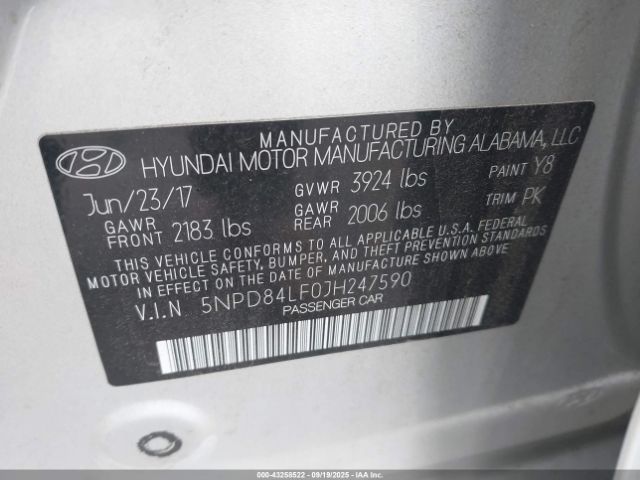 MANUFACTURED BY
HYUNDAI MOTOR MANUFACTURING ALABAMA, LLC
Jun/23/17 GVWR 3924 lbs PAINT Y8
GAWR FRONT 2183 lbs GAWR REAR 2006 lbs TRIM PK
THIS VEHICLE CONFORMS TO ALL APPLICABLE U.S.A. FEDERAL
MOTOR VEHICLE SAFETY, BUMPER, AND THEFT PREVENTION STANDARDS
IN EFFECT ON THE DATE OF MANUFACTURE SHOWN ABOVE.
V.I.N 5NPD84LF0JH247590
PASSENGER CAR
000-43258522 - 09/19/2025 - IAAI.COM